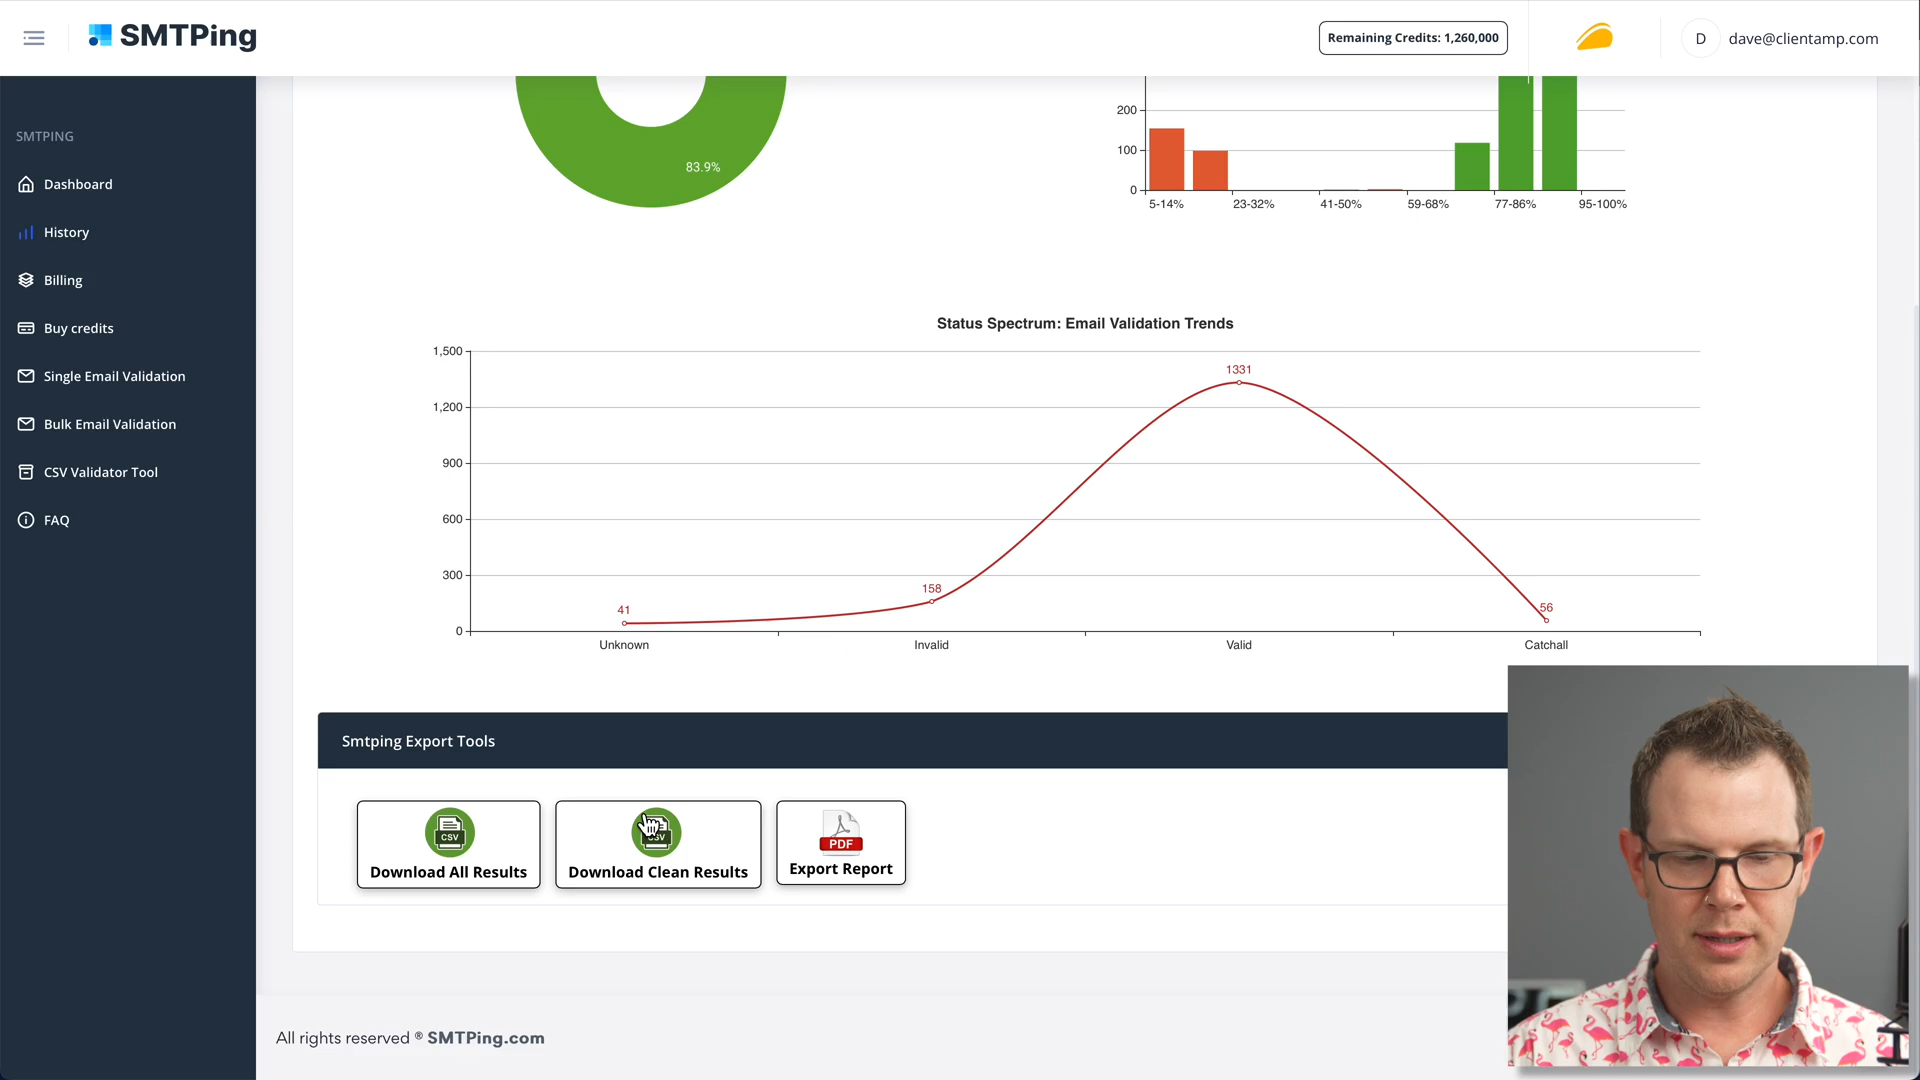 SMTPing
Remaining Credits: 1,260,000
D
dave@clientamp.com
SMTPING
Dashboard
History
Billing
Buy credits
Single Email Validation
Bulk Email Validation
CSV Validator Tool
FAQ
83.9%
200
100
0
5-14%
23-32%
41-50%
59-68%
77-86%
95-100%
Status Spectrum: Email Validation Trends
1,500
1,200
900
600
300
0
41
158
1331
56
Unknown
Invalid
Valid
Catchall
Smtping Export Tools
CSV
Download All Results
Download Clean Results
PDF
Export Report
All rights reserved ® SMTPing.com